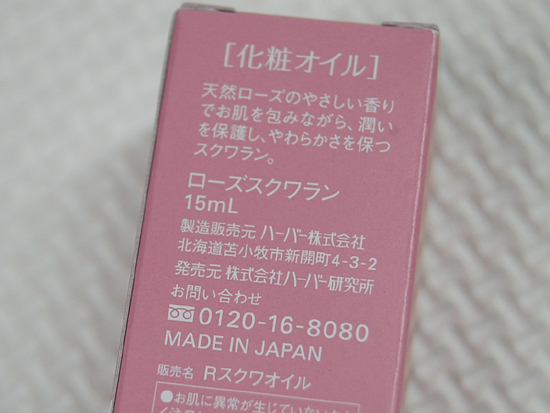 [化粧オイル]
天然ローズのやさしい香り
でお肌を包みながら、潤い
を保護し、やわらかさを保つ
スクワラン。
ローズスクワラン
15mL
製造販売元 ハーバー株式会社
北海道苫小牧市新開町4-3-2
発売元 株式会社ハーバー研究所
お問い合わせ
0120-16-8080
MADE IN JAPAN
販売名 Rスクワオイル
●お肌に異常が生じていないか